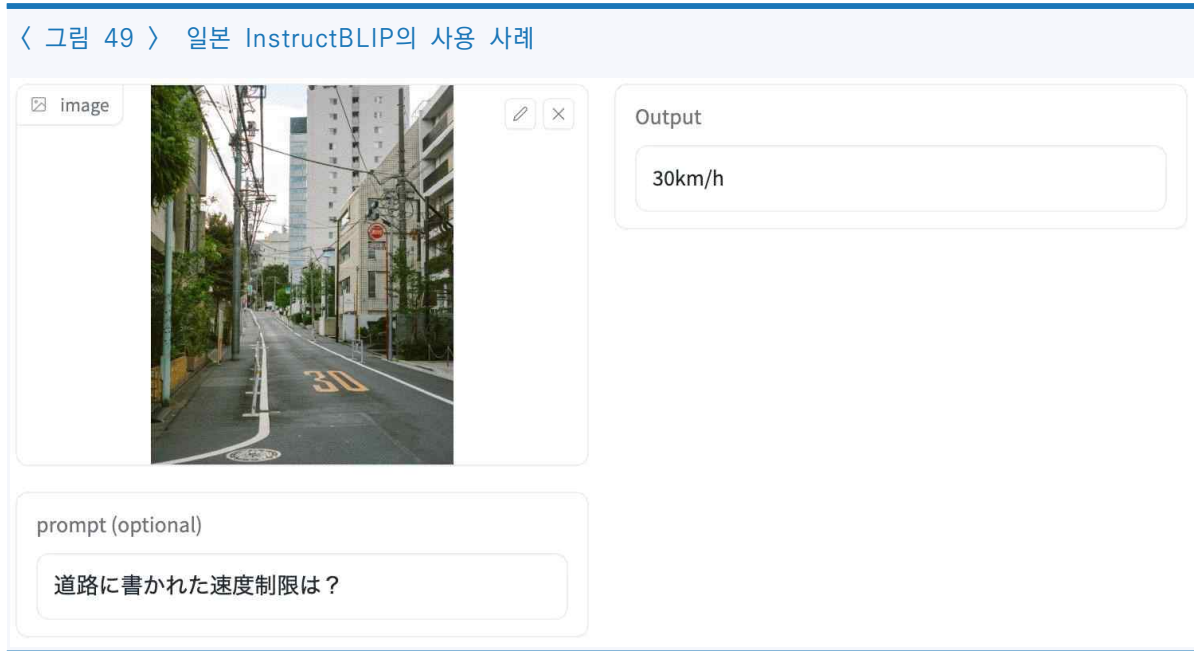 〈 그림 49 〉 일본 InstructBLIP의 사용 사례
image
30
prompt (optional)
道路に書かれた速度制限は？
Output
30km/h